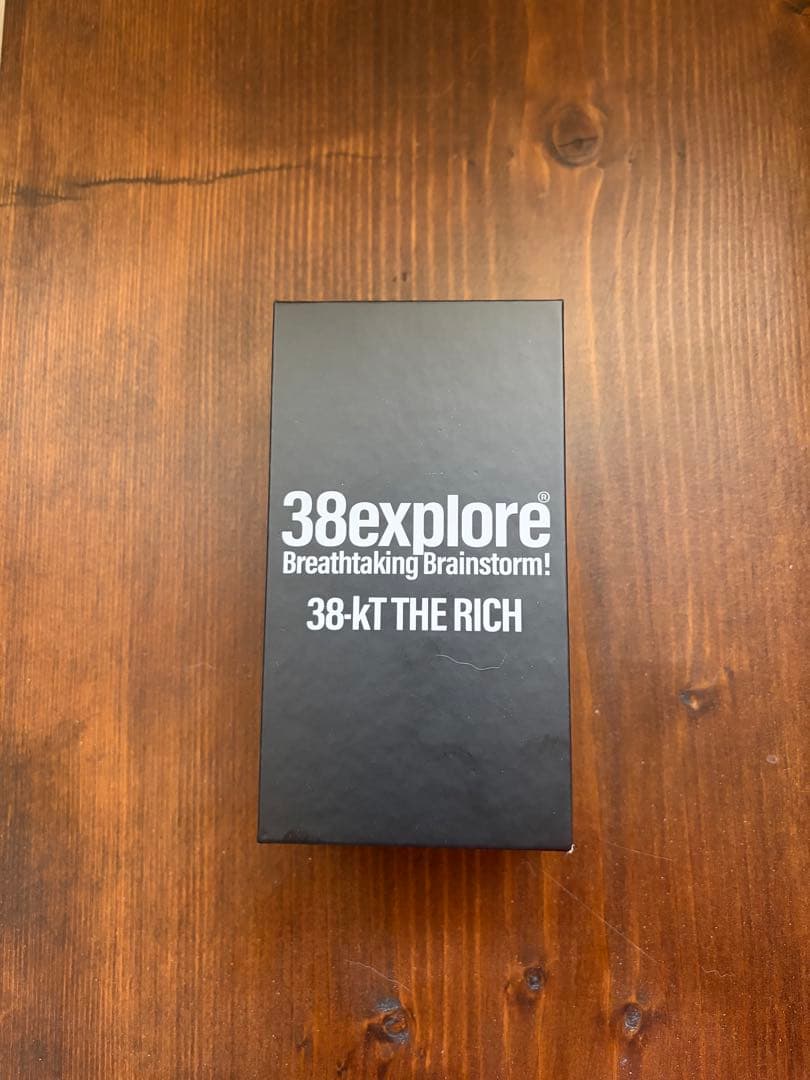 38explore®
Breathtaking Brainstorm!
38-kT THE RICH